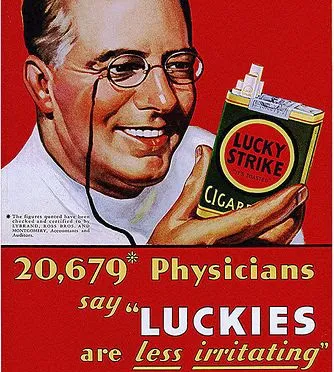 LUCKY
STRIKE
"IT'S TOASTED"
CIGARE
* The figures quoted have been
checked and certified to by
LYBRAND, ROSS BROS. AND
MONTGOMERY, Accountants and
Auditors.
20,679* Physicians
say "LUCKIES
are less irritating"